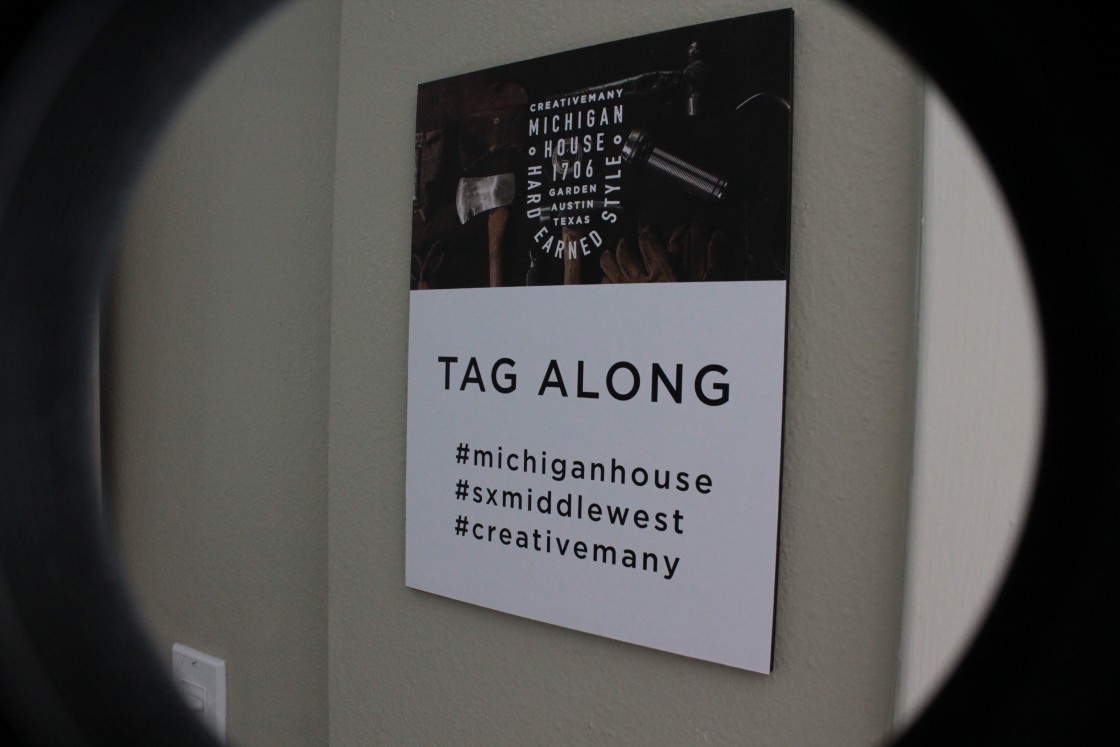 CREATIVEMANY
MICHIGAN
HOUSE
1706
GARDEN
AUSTIN
TEXAS
HARD EARNED STYLE
TAG ALONG
#michiganhouse
#sxmiddlewest
#creativemany